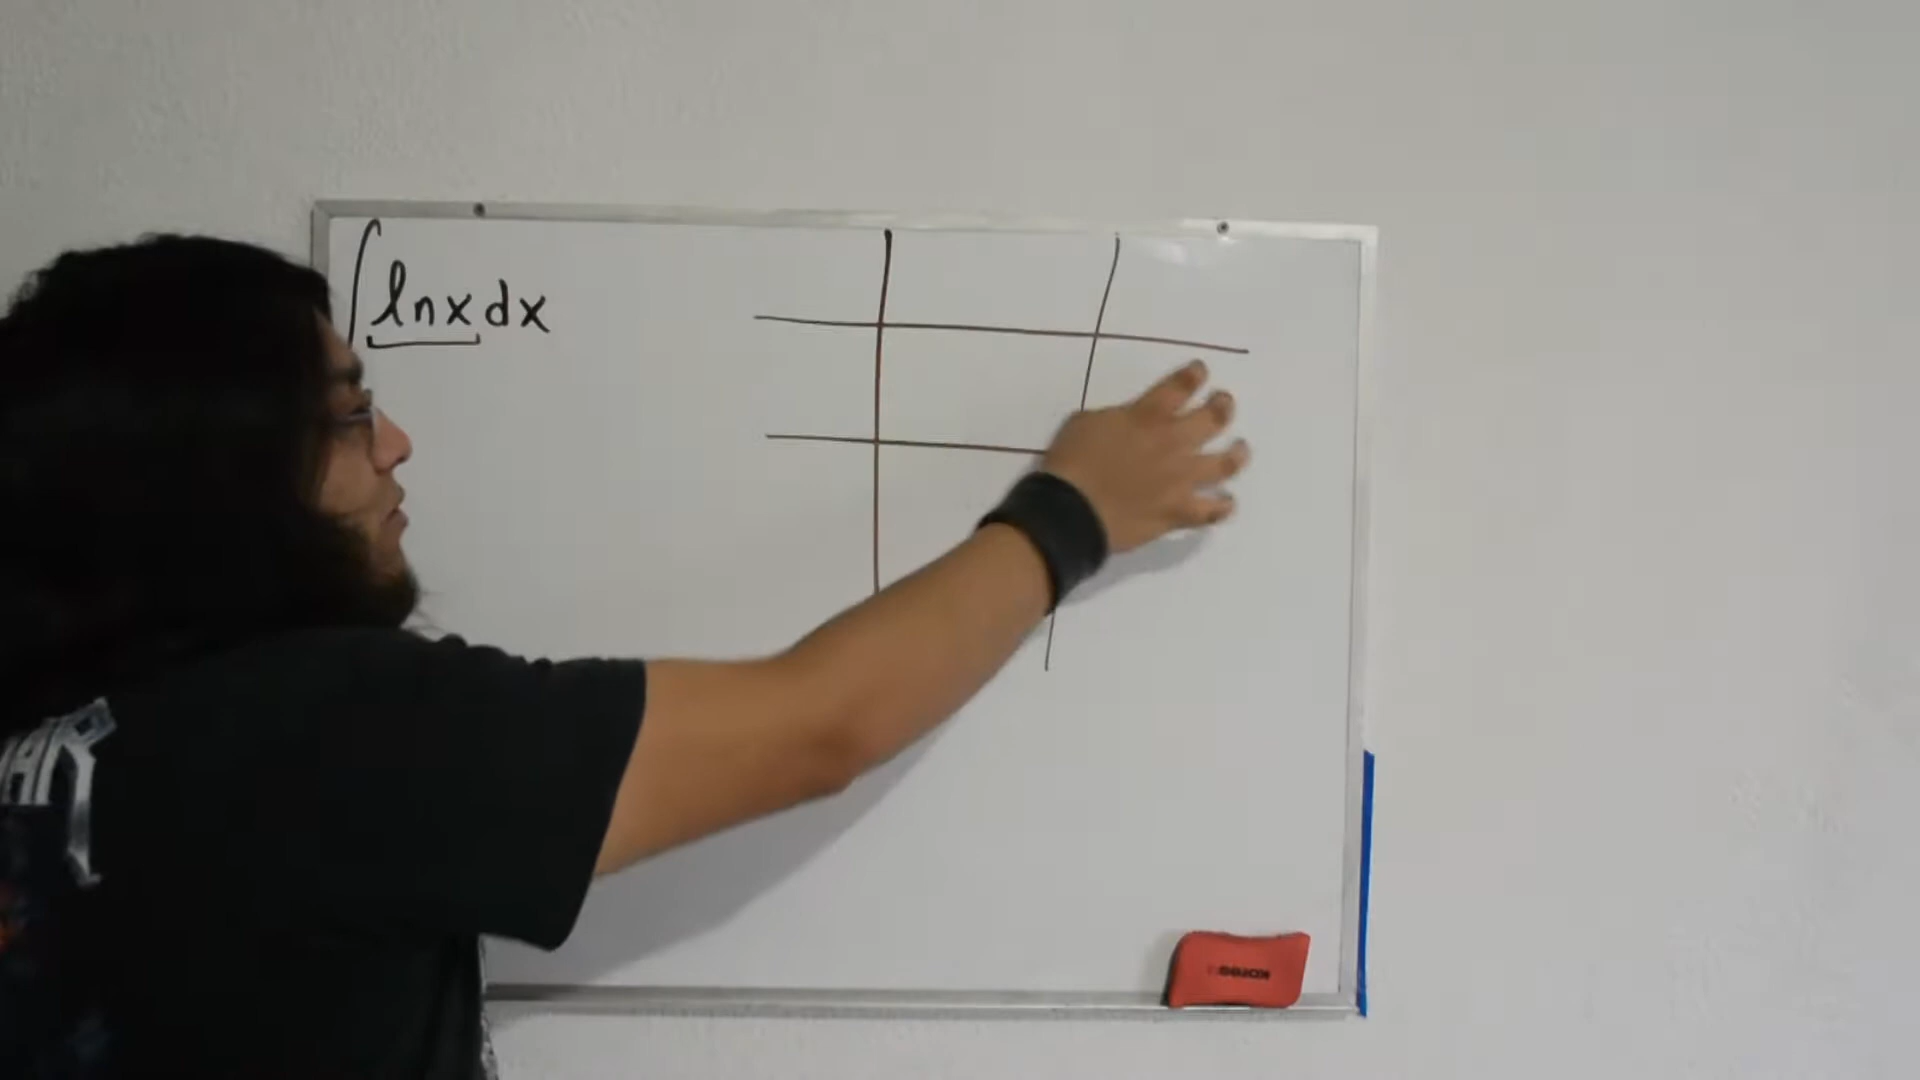 ∫ ln x dx